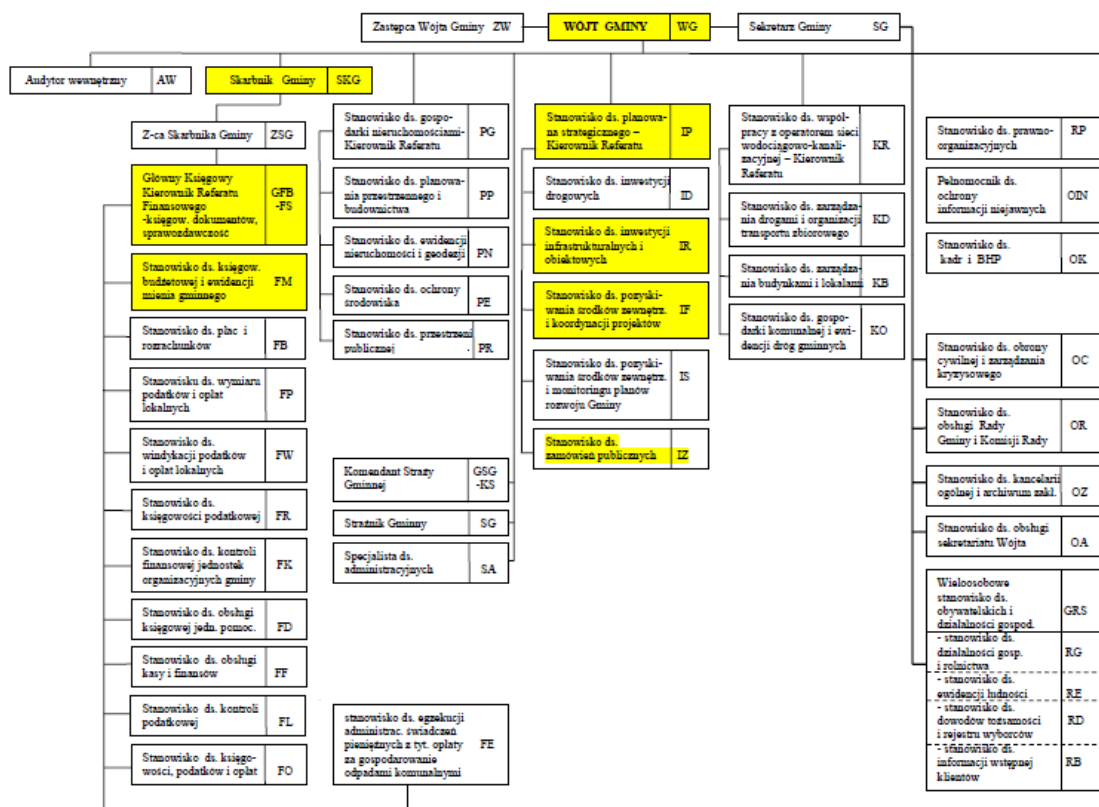 Zastępca Wójta Gminy ZW
WÓJT GMINY WG
Sekretarz Gminy SG
Audytor wewnętrzny AW
Skarbnik Gminy SKG
Z-ca Skarbnika Gminy ZSG
Główny Księgowy
Kierownik Referatu
Finansowego
-księgow. dokumentów,
sprawozdawczość
GFB
-FS
Stanowisko ds. księgow.
budżetowej i ewidencji
mienia gminnego
FM
Stanowisko ds. płac i
rozrachunków
FB
Stanowisku ds. wymiaru
podatków i opłat
lokalnych
FP
Stanowisko ds.
windykacji podatków
i opłat lokalnych
FW
Stanowisko ds.
księgowości podatkowej
FR
Stanowisko ds. kontroli
finansowej jednostek
organizacyjnych gminy
FK
Stanowisko ds. obsługi
księgowej jedn. pomoc.
FD
Stanowisko ds. obsługi
kasy i finansów
FF
Stanowisko ds. kontroli
podatkowej
FL
Stanowisko ds. księgo-
wości, podatków i opłat
FO
Stanowisko ds. gospo-
darki nieruchomościami-
Kierownik Referatu
PG
Stanowisko ds. planowa-
nia przestrzennego i
budownictwa
PP
Stanowisko ds. ewidencji
nieruchomości i geodezji
PN
Stanowisko ds. ochrony
środowiska
PE
Stanowisko ds. przestrzeni
publicznej
PR
Komendant Straży
Gminnej
GSG
-KS
Strażnik Gminny SG
Specjalista ds.
administracyjnych
SA
stanowisko ds. egzekucji
administrac. świadczeń
pieniężnych z tyt. opłaty
za gospodarowanie
odpadami komunalnymi
FE
Stanowisko ds. planowa-
na strategicznego –
Kierownik Referatu
IP
Stanowisko ds. inwestycji
drogowych
ID
Stanowisko ds. inwestycji
infrastrukturalnych i
obiektowych
IR
Stanowisko ds. pozyski-
wania środków zewnętrz.
i koordynacji projektów
IF
Stanowisko ds. pozyski-
wania środków zewnętrz.
i monitoringu planów
rozwoju Gminy
IS
Stanowisko ds.
zamówień publicznych
IZ
Stanowisko ds. współ-
pracy z operatorem sieci
wodociągowo-kanali-
zacyjnej – Kierownik
Referatu
KR
Stanowisko ds. zarządza-
nia drogami i organizacji
transportu zbiorowego
KD
Stanowisko ds. zarządza-
nia budynkami i lokalami
KB
Stanowisko ds. gospo-
darki komunalnej i ewi-
dencji dróg gminnych
KO
Stanowisko ds. prawno-
organizacyjnych
RP
Pełnomocnik ds.
ochrony
informacji niejawnych
OIN
Stanowisko ds.
kadr i BHP
OK
Stanowisko ds. obrony
cywilnej i zarządzania
kryzysowego
OC
Stanowisko ds.
obsługi Rady
Gminy i Komisji Rady
OR
Stanowisko ds. kancelarii
ogólnej i archiwum zakł.
OZ
Stanowisko ds. obsługi
sekretariatu Wójta
OA
Wieloosobowe
stanowisko ds.
obywatelskich i
działalności gospod.
GRS
- stanowisko ds.
działalności gosp.
i rolnictwa
RG
- stanowisko ds.
ewidencji ludności
RE
- stanowisko ds.
dowodów tożsamości
i rejestru wyborców
RD
- stanowisko ds.
informacji wstępnej
klientów
RB